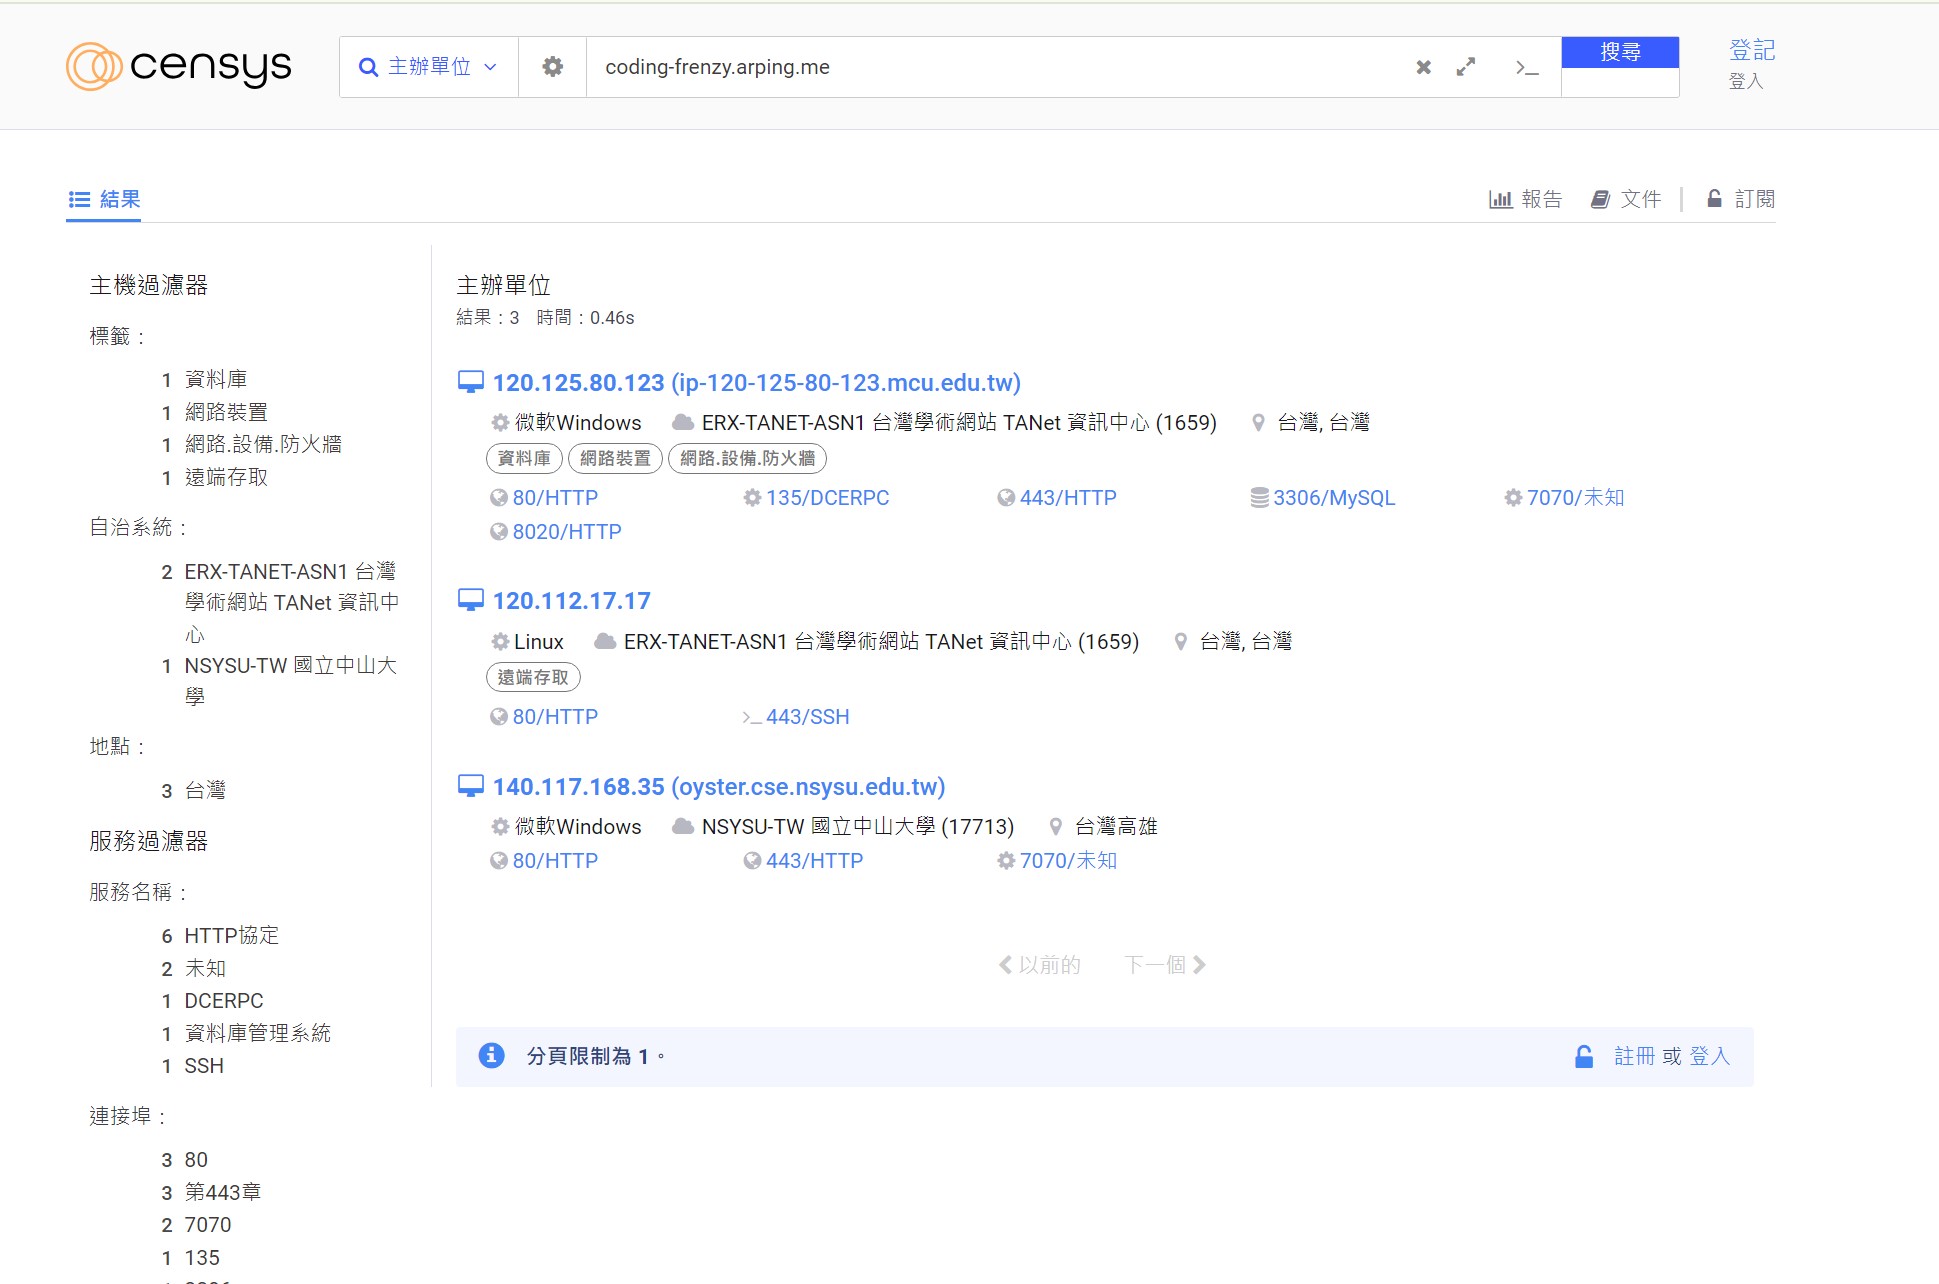 censys
主辦單位
coding-frenzy.arping.me
搜尋
登記
登入
結果
報告
文件
訂閱
主機過濾器
標籤：
1 資料庫
1 網路裝置
1 網路.設備.防火牆
1 遠端存取
自治系統：
2 ERX-TANET-ASN1 台灣
學術網站 TANet 資訊中
心
1 NSYSU-TW 國立中山大
學
地點：
3 台灣
服務過濾器
服務名稱：
6 HTTP協定
2 未知
1 DCERPC
1 資料庫管理系統
1 SSH
連接埠：
3 80
3 第443章
2 7070
1 135
主辦單位
結果：3 時間：0.46s
120.125.80.123 (ip-120-125-80-123.mcu.edu.tw)
微軟Windows ERX-TANET-ASN1 台灣學術網站 TANet 資訊中心 (1659) 台灣, 台灣
資料庫 網路裝置 網路.設備.防火牆
80/HTTP 135/DCERPC 443/HTTP 3306/MySQL 7070/未知
8020/HTTP
120.112.17.17
Linux ERX-TANET-ASN1 台灣學術網站 TANet 資訊中心 (1659) 台灣, 台灣
遠端存取
80/HTTP >_ 443/SSH
140.117.168.35 (oyster.cse.nsysu.edu.tw)
微軟Windows NSYSU-TW 國立中山大學 (17713) 台灣高雄
80/HTTP 443/HTTP 7070/未知
以前的 下一個
分頁限制為 1。
註冊 或 登入